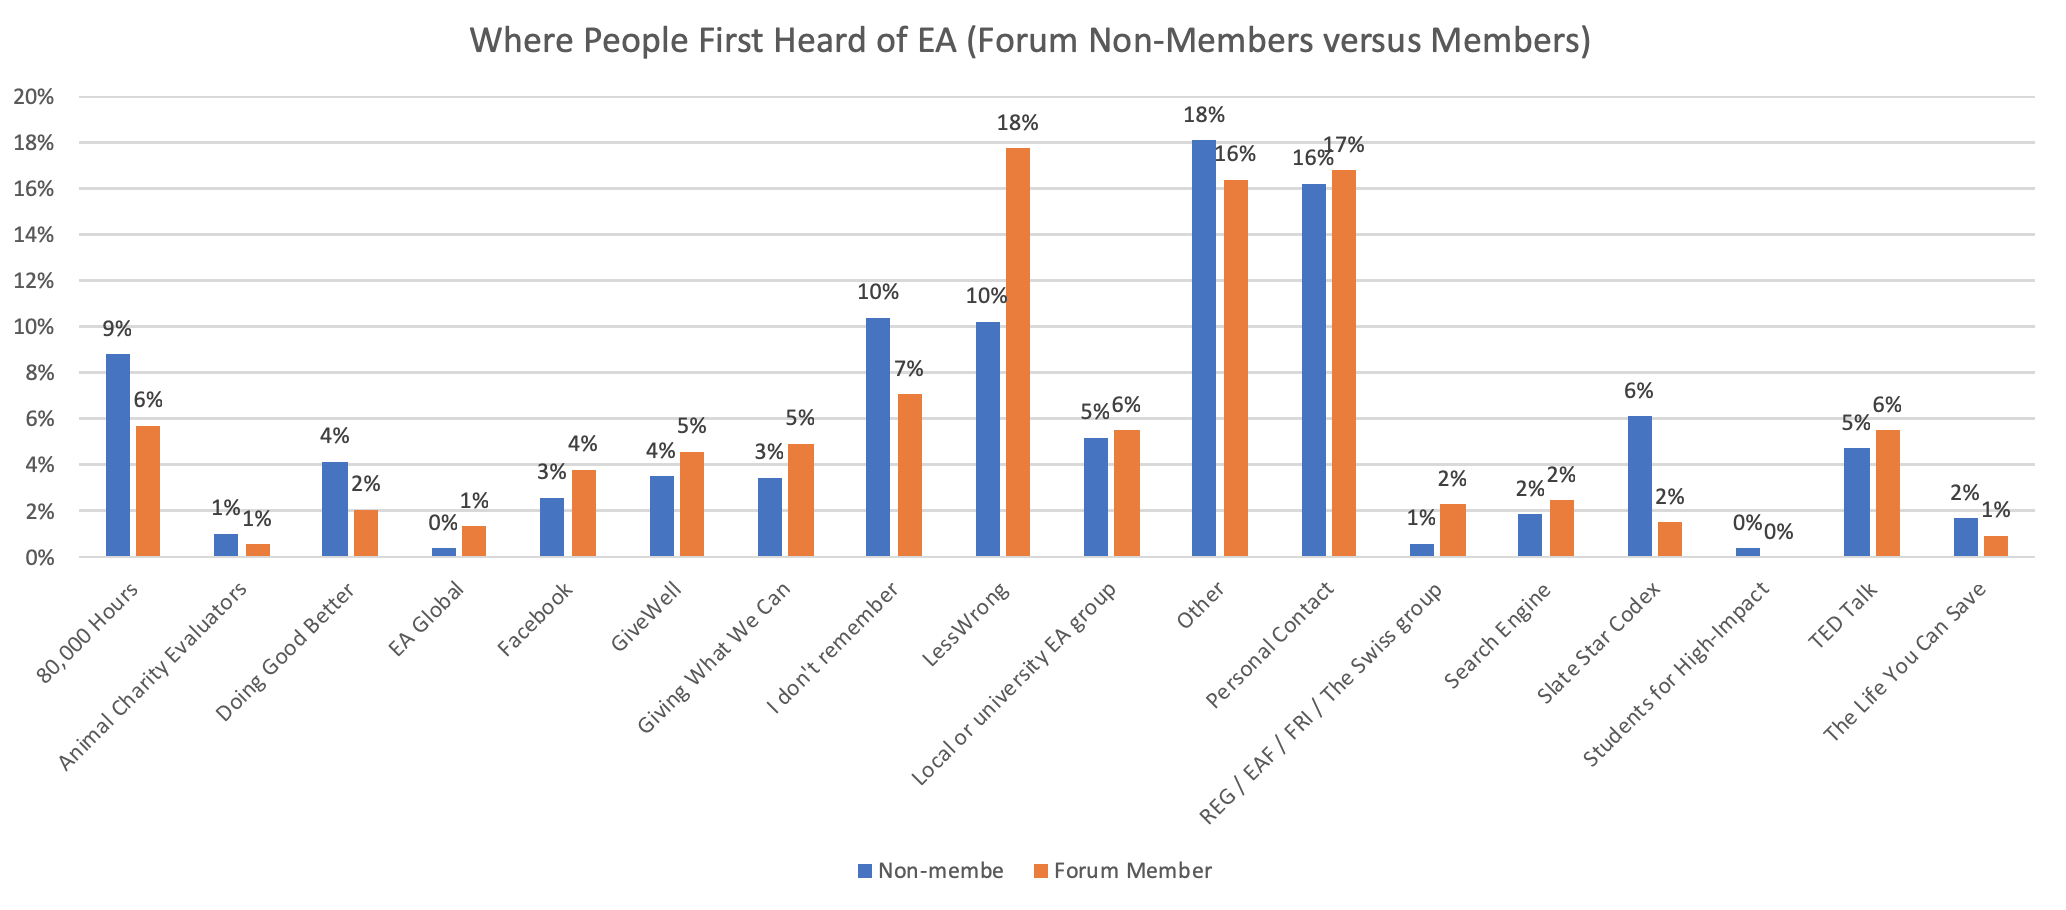 Where People First Heard of EA (Forum Non-Members versus Members)
20%
18%
16%
14%
12%
10%
8%
6%
4%
2%
0%
9%
6%
1%
1%
4%
2%
0%
1%
3%
4%
4%
5%
3%
5%
10%
7%
10%
18%
5%
6%
18%
16%
16%
17%
1%
2%
2%
2%
6%
2%
0%
0%
5%
6%
2%
1%
80,000 Hours
Animal Charity Evaluators
Doing Good Better
EA Global
Facebook
GiveWell
Giving What We Can
I don't remember
LessWrong
Local or university EA group
Other
Personal Contact
REG / EAF / FRI / The Swiss group
Search Engine
Slate Star Codex
Students for High-Impact
TED Talk
The Life You Can Save
Non-membe
Forum Member